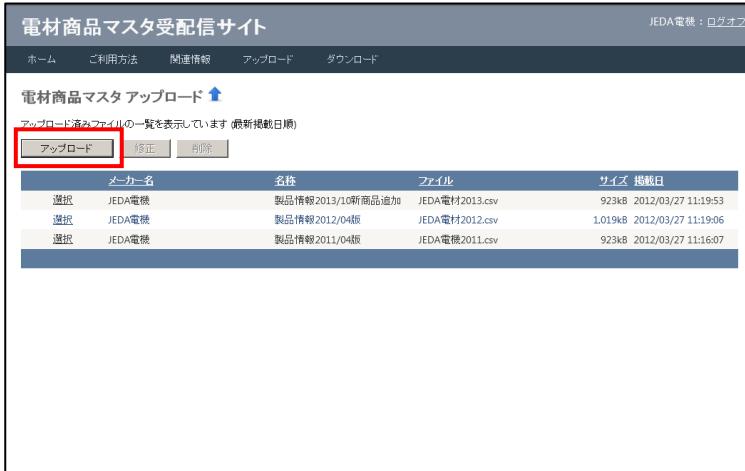 電材商品マスタ受配信サイト JEDA電機：ログオフ
ホーム ご利用方法 関連情報 アップロード ダウンロード
電材商品マスタ アップロード
アップロード済みファイルの一覧を表示しています (最新掲載日順)
アップロード 修正 削除
メーカー名 名称 ファイル サイズ 掲載日
選択 JEDA電機 製品情報2013/10新商品追加 JEDA電材2013.csv 923kB 2012/03/27 11:19:53
選択 JEDA電機 製品情報2012/04版 JEDA電材2012.csv 1,019kB 2012/03/27 11:19:06
選択 JEDA電機 製品情報2011/04版 JEDA電機2011.csv 923kB 2012/03/27 11:16:07